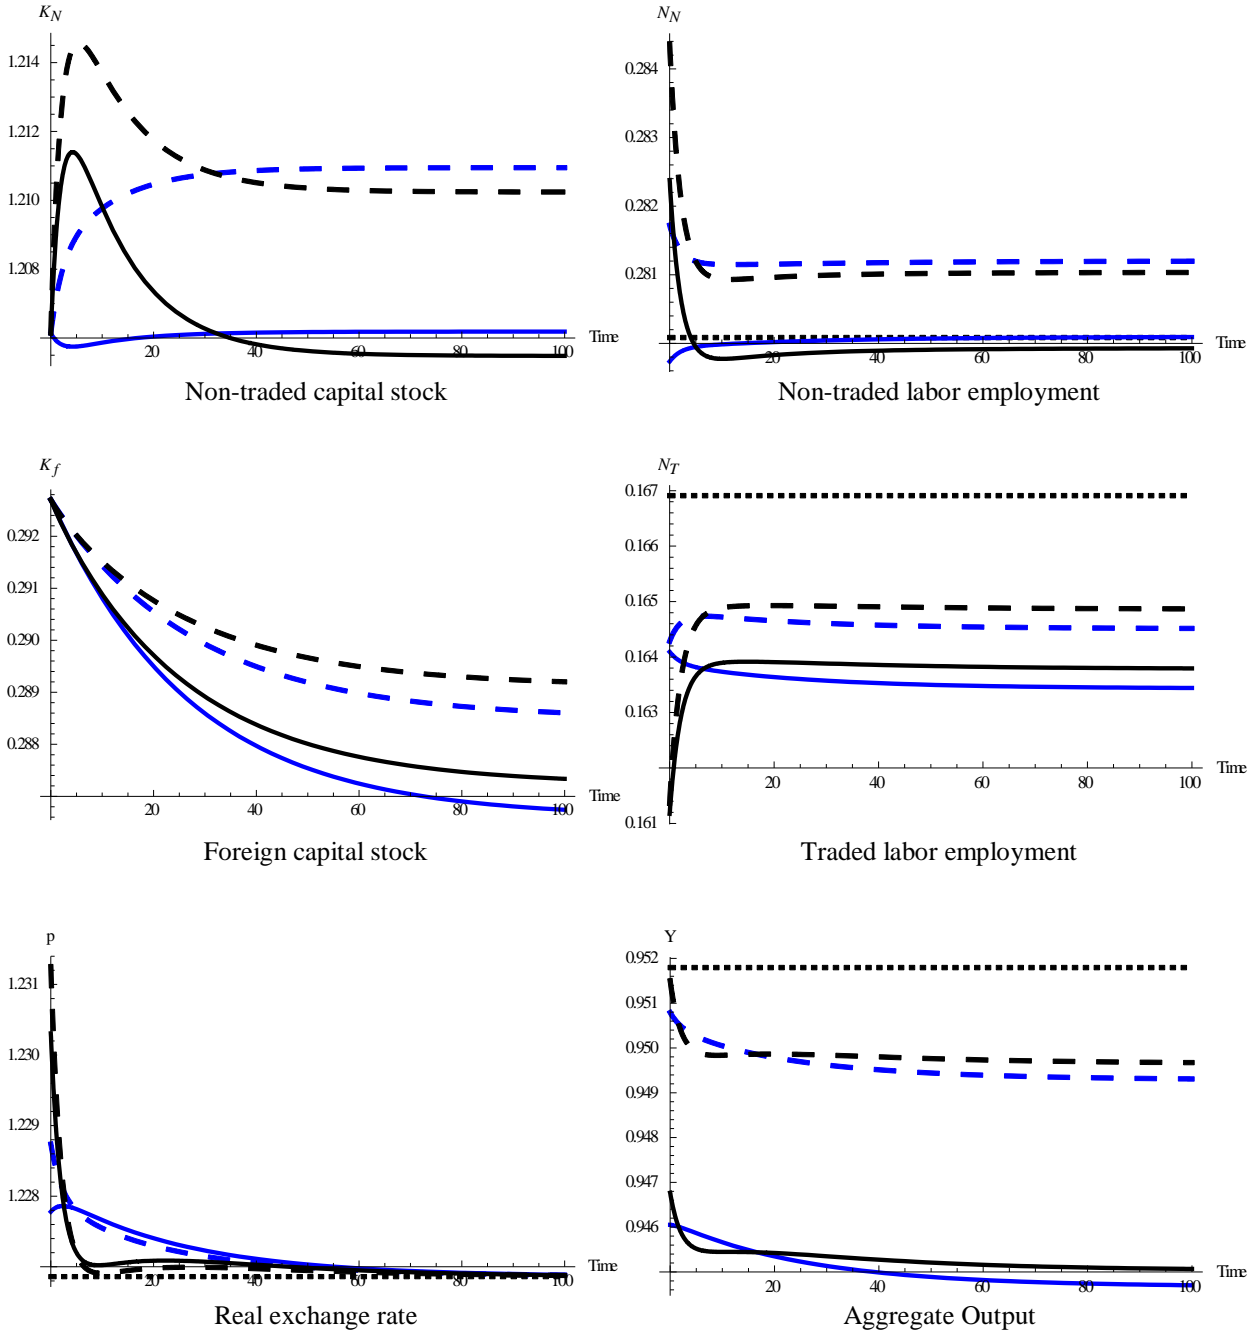 K_N
1.214
1.212
1.210
1.208
20 40 60 80 100 Time
Non-traded capital stock
N_N
0.284
0.283
0.282
0.281
20 40 60 80 100 Time
Non-traded labor employment
K_f
0.292
0.291
0.290
0.289
0.288
20 40 60 80 100 Time
Foreign capital stock
N_T
0.167
0.166
0.165
0.164
0.163
0.161
20 40 60 80 100 Time
Traded labor employment
p
1.231
1.230
1.229
1.228
20 40 60 80 100 Time
Real exchange rate
Y
0.952
0.951
0.950
0.949
0.948
0.947
0.946
20 40 60 80 100 Time
Aggregate Output